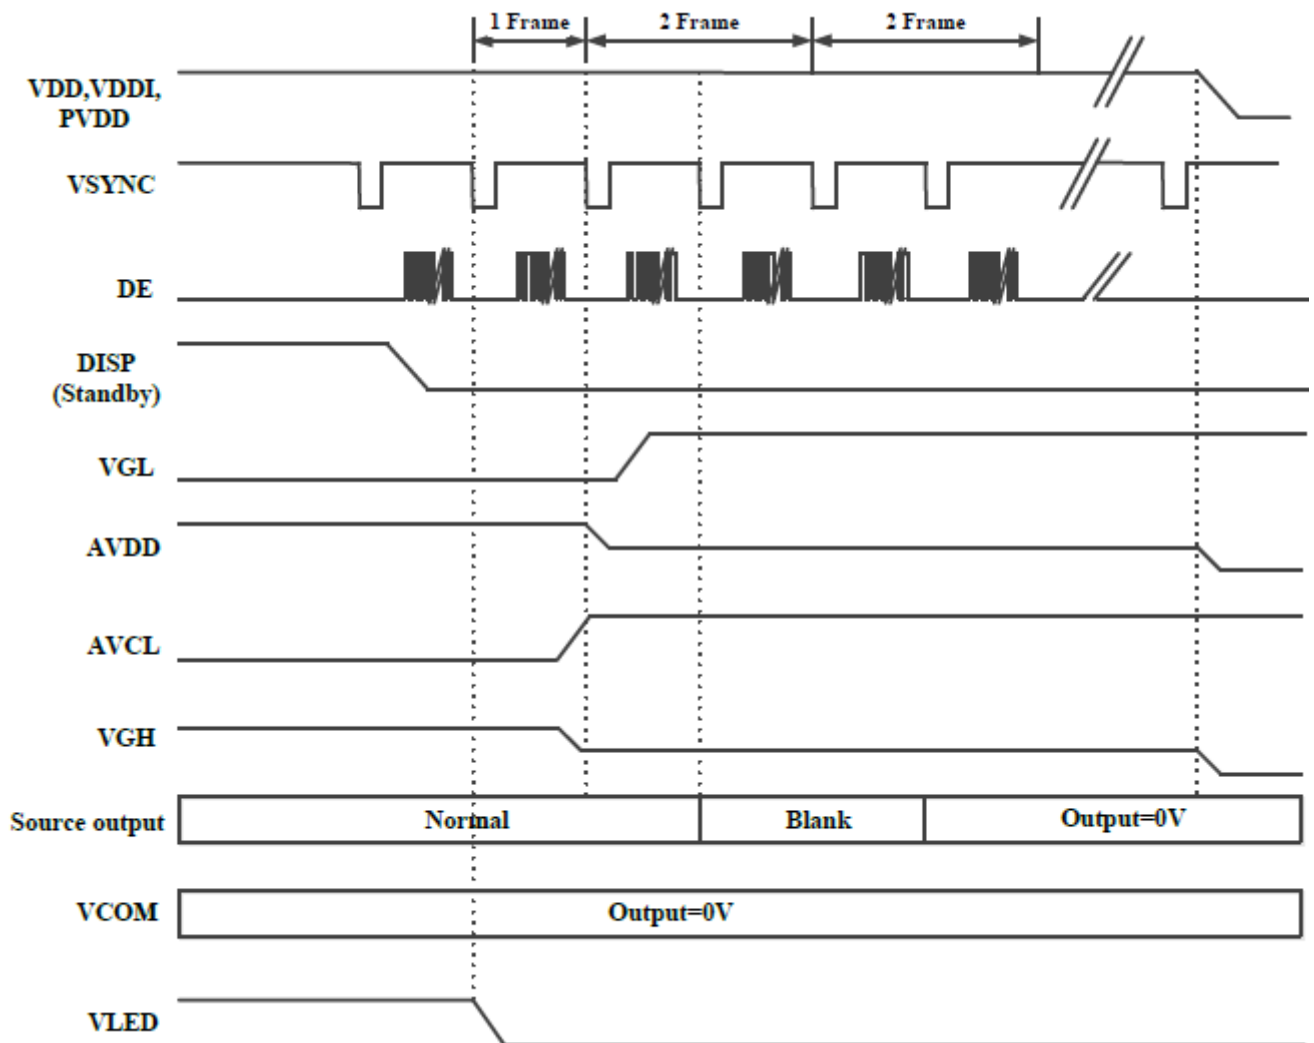 1 Frame 2 Frame 2 Frame
VDD,VDDI,
PVDD
VSYNC
DE
DISP
(Standby)
VGL
AVDD
AVCL
VGH
Source output Normal Blank Output=0V
VCOM Output=0V
VLED